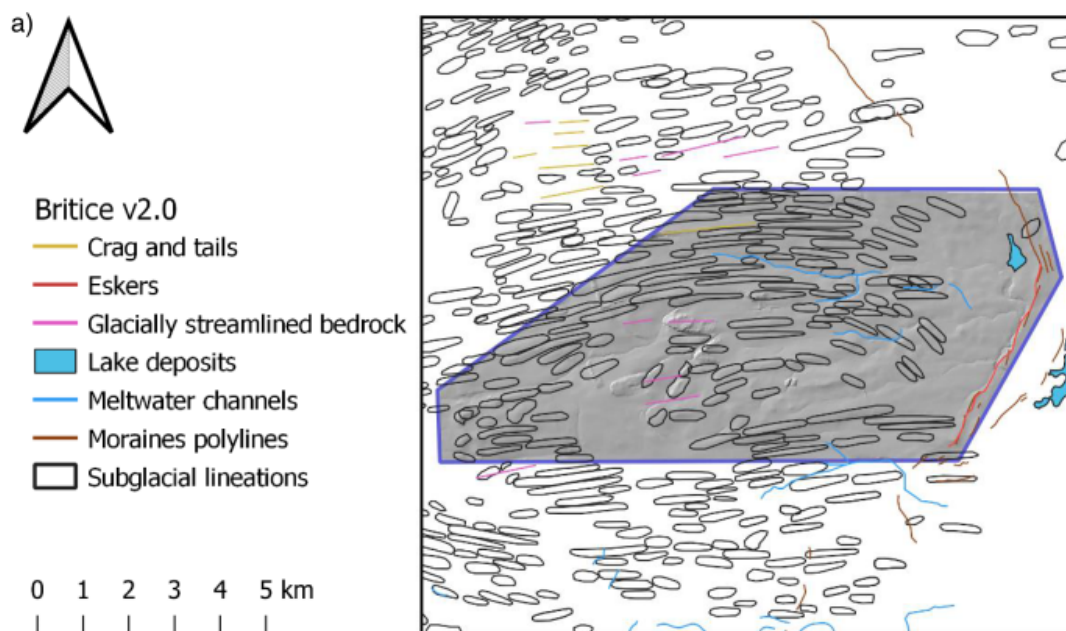 a)
Britice v2.0
Crag and tails
Eskers
Glacially streamlined bedrock
Lake deposits
Meltwater channels
Moraines polylines
Subglacial lineations
0 1 2 3 4 5 km